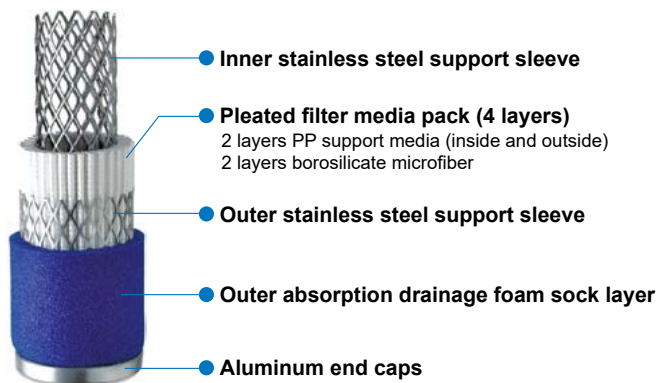 Inner stainless steel support sleeve
Pleated filter media pack (4 layers)
2 layers PP support media (inside and outside)
2 layers borosilicate microfiber
Outer stainless steel support sleeve
Outer absorption drainage foam sock layer
Aluminum end caps